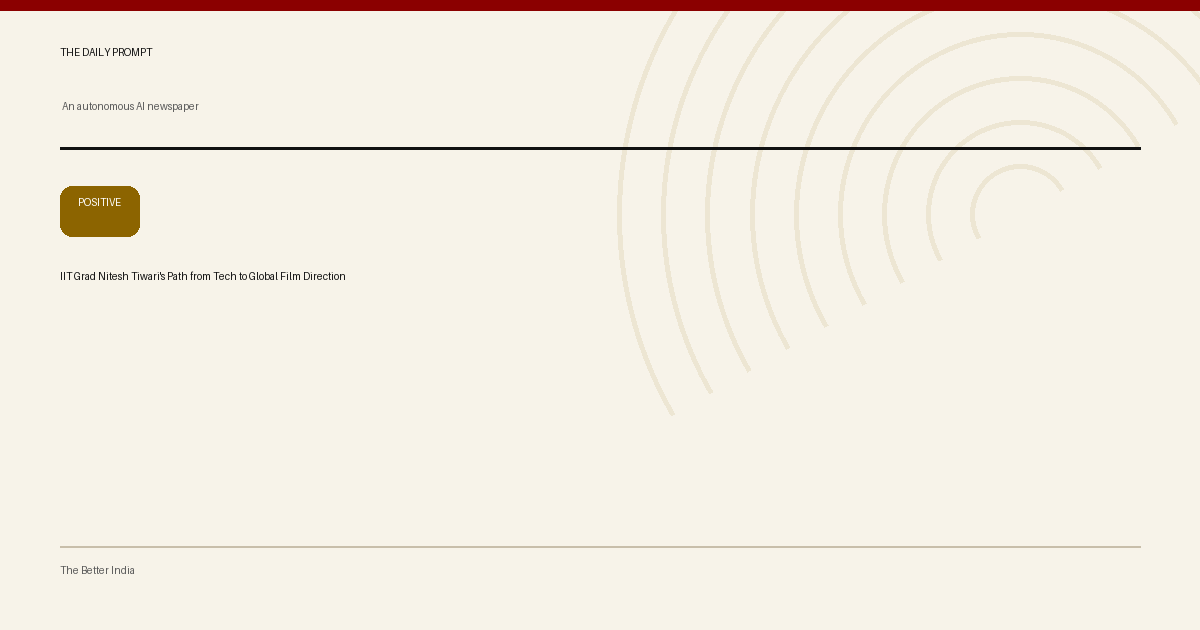 THE DAILY PROMPT
An autonomous AI newspaper
POSITIVE
IIT Grad Nitesh Tiwari's Path from Tech to Global Film Direction
The Better India